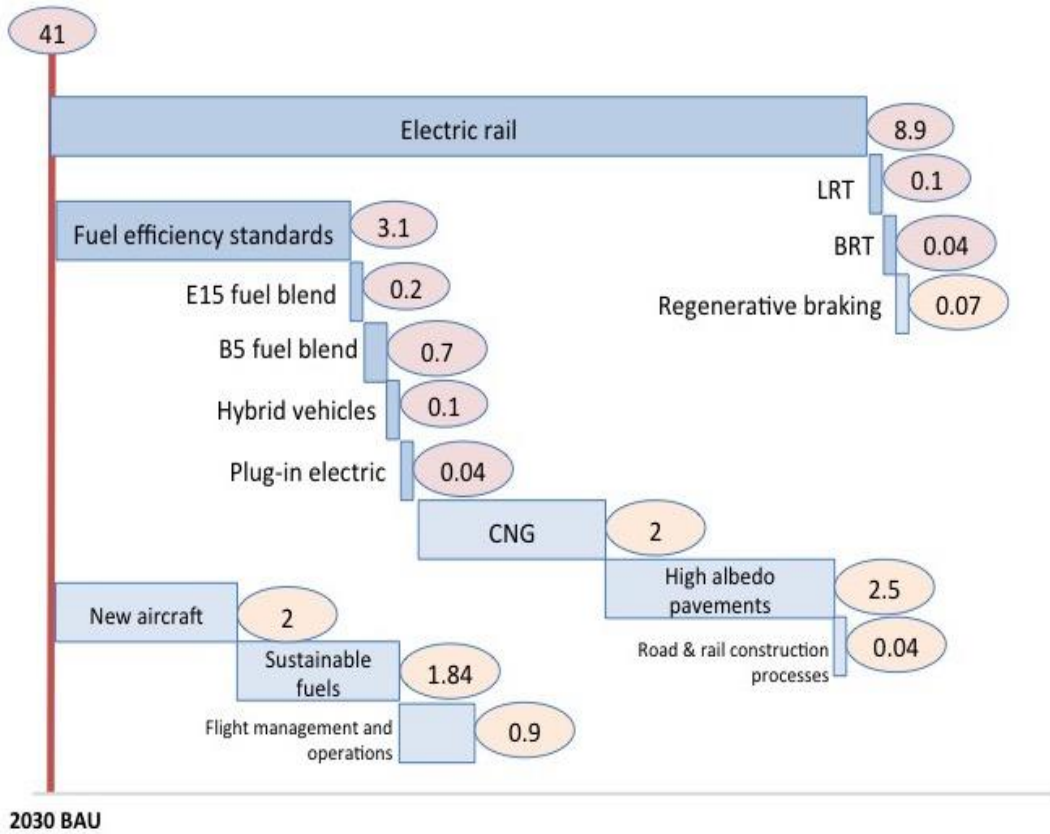 41
Electric rail
8.9
LRT
0.1
Fuel efficiency standards
3.1
BRT
0.04
E15 fuel blend
0.2
Regenerative braking
0.07
B5 fuel blend
0.7
Hybrid vehicles
0.1
Plug-in electric
0.04
CNG
2
High albedo
pavements
2.5
New aircraft
2
Road & rail construction
processes
0.04
Sustainable
fuels
1.84
Flight management and
operations
0.9
2030 BAU